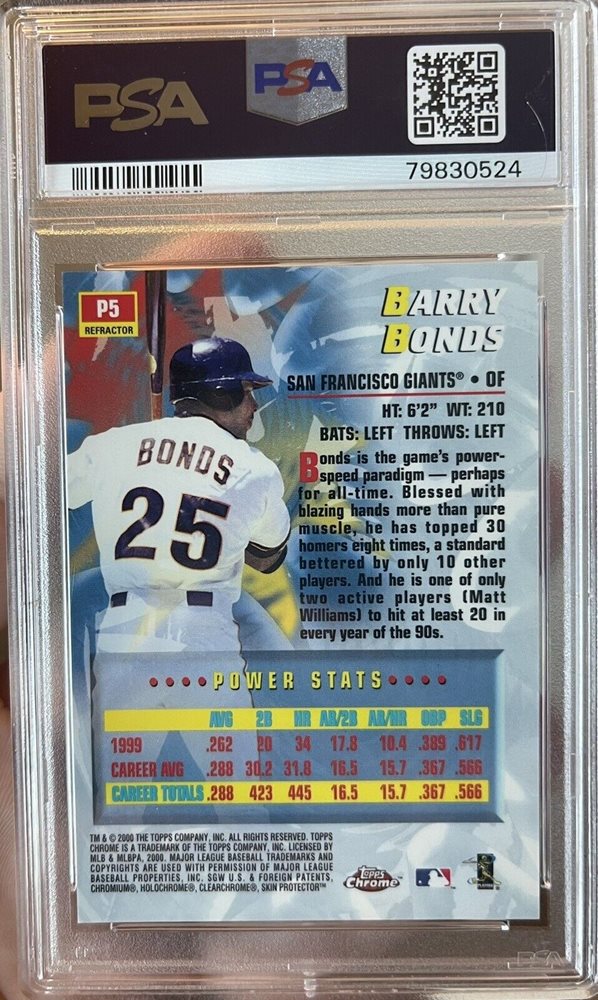 PSA PSA
79830524
P5
REFRACTOR
BARRY
BONDS
SAN FRANCISCO GIANTS® • OF
HT: 6'2" WT: 210
BATS: LEFT THROWS: LEFT
Bonds is the game's power-
speed paradigm — perhaps
for all-time. Blessed with
blazing hands more than pure
muscle, he has topped 30
homers eight times, a standard
bettered by only 10 other
players. And he is one of only
two active players (Matt
Williams) to hit at least 20 in
every year of the 90s.
BONDS
25
••••POWER STATS••••
AVG 2B HR AB/2B AB/HR OBP SLG
1999 .262 20 34 17.8 10.4 .389 .617
CAREER AVG .288 30.2 31.8 16.5 15.7 .367 .566
CAREER TOTALS .288 423 445 16.5 15.7 .367 .566
TM & © 2000 THE TOPPS COMPANY, INC. ALL RIGHTS RESERVED. TOPPS
CHROME IS A TRADEMARK OF THE TOPPS COMPANY, INC. LICENSED BY
MLB & MLBPA, 2000. MAJOR LEAGUE BASEBALL TRADEMARKS AND
COPYRIGHTS ARE USED WITH PERMISSION OF MAJOR LEAGUE
BASEBALL PROPERTIES, INC. SGW U.S. & FOREIGN PATENTS,
CHROMIUM®, HOLOCHROME®, CLEARCHROME®, SKIN PROTECTOR™
Topps
Chrome
PSA